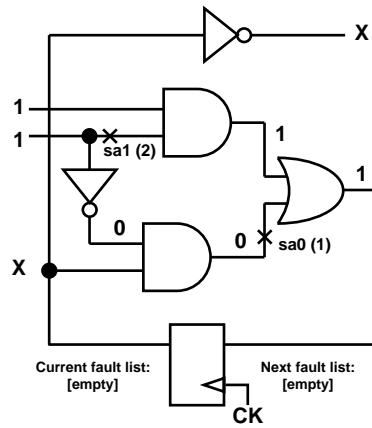 X
1
1
sa1 (2)
1
1
0
0
sa0 (1)
X
Current fault list:
[empty]
Next fault list:
[empty]
CK